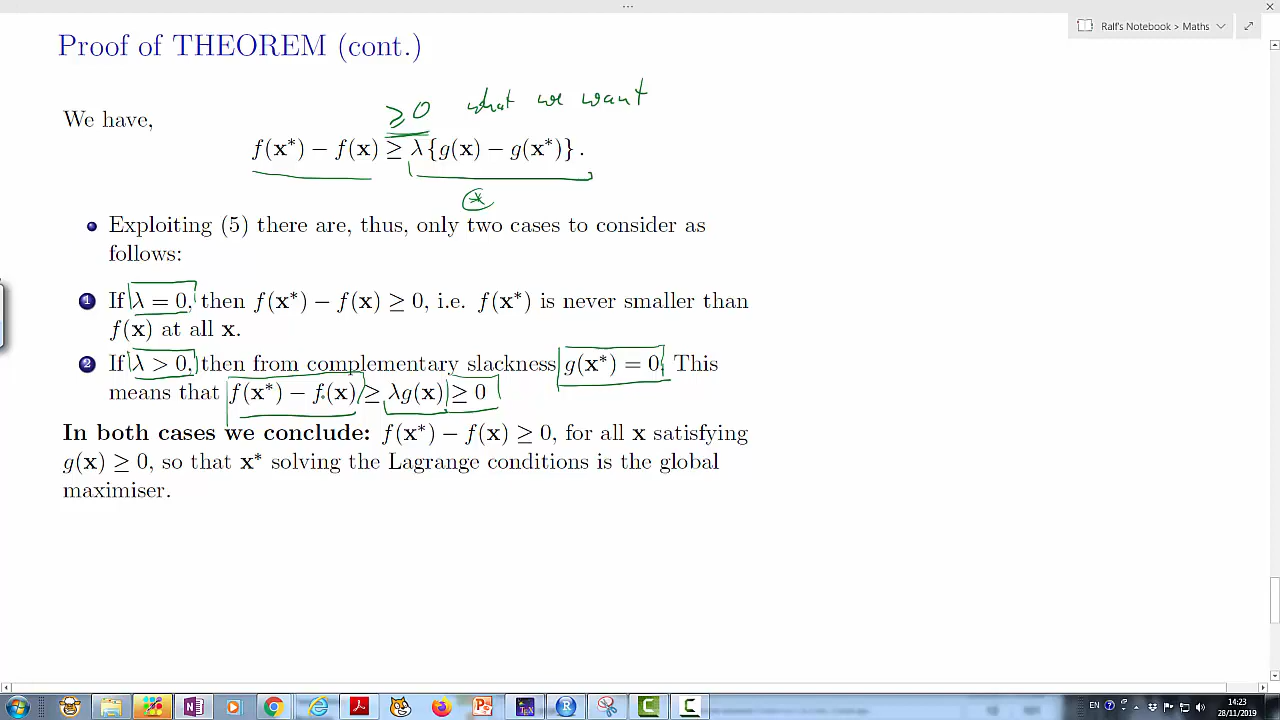 Ralf's Notebook > Maths
Proof of THEOREM (cont.)
≥ 0 what we want
We have,
f(x*) − f(x) ≥ λ {g(x) − g(x*)} .
*
Exploiting (5) there are, thus, only two cases to consider as
follows:
1 If λ = 0, then f(x*) − f(x) ≥ 0, i.e. f(x*) is never smaller than
f(x) at all x.
2 If λ > 0, then from complementary slackness g(x*) = 0. This
means that f(x*) − f(x) ≥ λg(x) ≥ 0
In both cases we conclude: f(x*) − f(x) ≥ 0, for all x satisfying
g(x) ≥ 0, so that x* solving the Lagrange conditions is the global
maximiser.
EN
14:23
28/11/2019